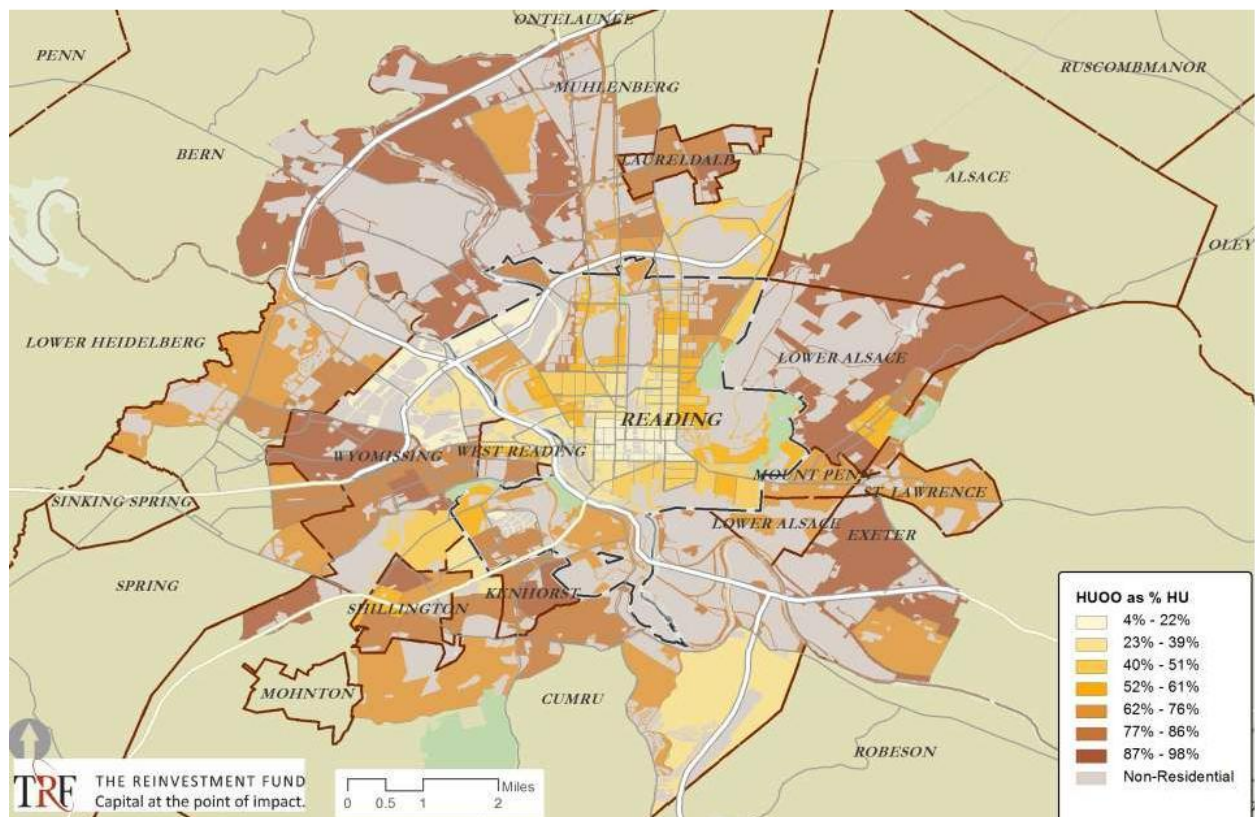 ONTELAUNEE
PENN
RUSCOMBMANOR
MUHLENBERG
BERN
LAURELDALE
ALSACE
OLEY
LOWER HEIDELBERG
LOWER ALSACE
READING
WYOMISSING
WEST READING
MOUNT PENN
ST. LAWRENCE
SINKING SPRING
LOWER ALSACE
EXETER
SPRING
KENHORST
SHILLINGTON
MOHNTON
CUMRU
ROBESON
HUOO as % HU
4% - 22%
23% - 39%
40% - 51%
52% - 61%
62% - 76%
77% - 86%
87% - 98%
Non-Residential
TRF THE REINVESTMENT FUND
Capital at the point of impact.
Miles
0 0.5 1 2